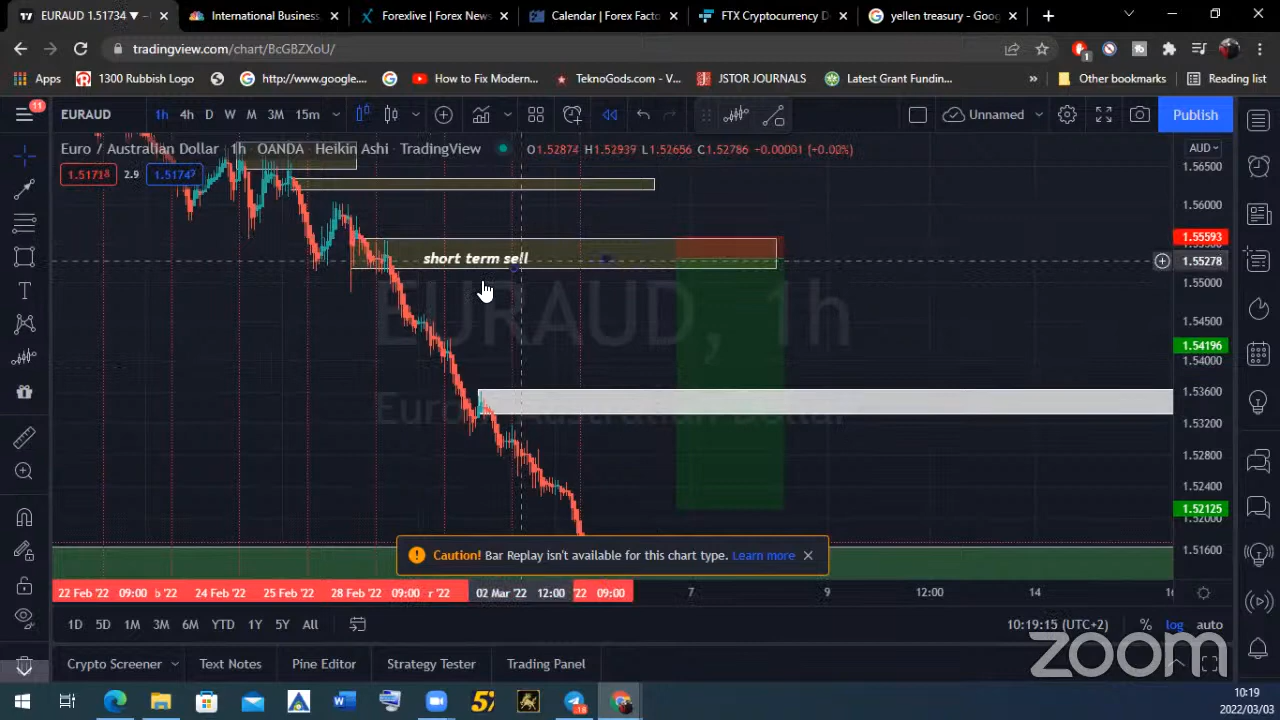 EURAUD 1.51734 ▼
International Business,
Forexlive | Forex New
Calendar | Forex Facto
FTX Cryptocurrency D
yellen treasury - Goog
tradingview.com/chart/BcGBZXoU/
1
Apps
1300 Rubbish Logo
http://www.google....
How to Fix Modern...
TeknoGods.com - V...
JSTOR JOURNALS
Latest Grant Fundin...
»
Other bookmarks
Reading list
11
EURAUD
1h 4h D W M 3M 15m
Unnamed
Publish
Euro / Australian Dollar · 1h · OANDA · Heikin Ashi · TradingView
O1.52874 H1.52939 L1.52656 C1.52786 −0.00001 (+0.00%)
AUD
1.51718 2.9 1.51747
1.56500
1.56000
1.55593
short term sell
1.55278
1.55000
EURAUD, 1h
1.54500
1.54196
1.54000
1.53600
Euro / Australian Dollar
1.53200
1.52800
1.52400
1.52125
1.52000
1.51600
Caution! Bar Replay isn't available for this chart type. Learn more
22 Feb '22 09:00 24 Feb '22 25 Feb '22 28 Feb '22 09:00 02 Mar '22 12:00 '22 09:00 7 9 12:00 14 16
1D 5D 1M 3M 6M YTD 1Y 5Y All
10:19:15 (UTC+2)
% log auto
zoom
Crypto Screener
Text Notes
Pine Editor
Strategy Tester
Trading Panel
10:19
2022/03/03